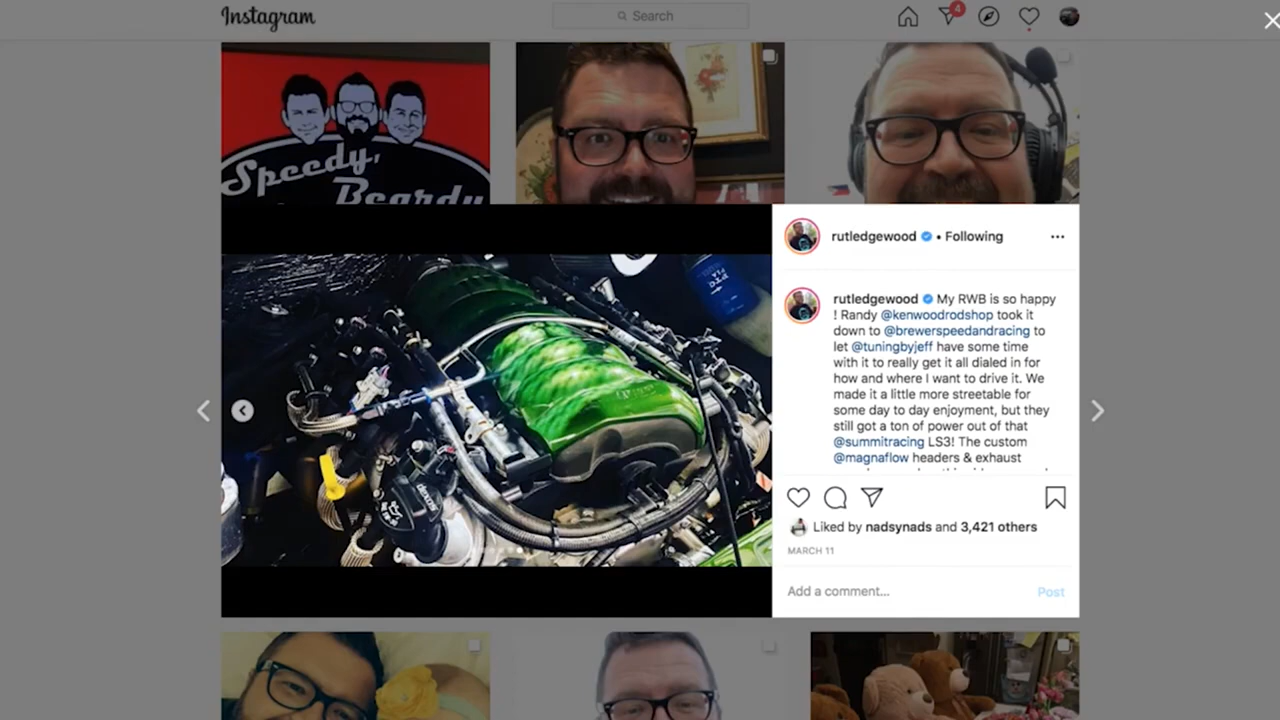 Instagram
Search
4
Speedy,
Beardy
rutledgewood • Following
rutledgewood My RWB is so happy
! Randy @kenwoodrodshop took it
down to @brewerspeedandracing to
let @tuningbyjeff have some time
with it to really get it all dialed in for
how and where I want to drive it. We
made it a little more streetable for
some day to day enjoyment, but they
still got a ton of power out of that
@summitracing LS3! The custom
@magnaflow headers & exhaust
Liked by nadsynads and 3,421 others
MARCH 11
Add a comment...
Post